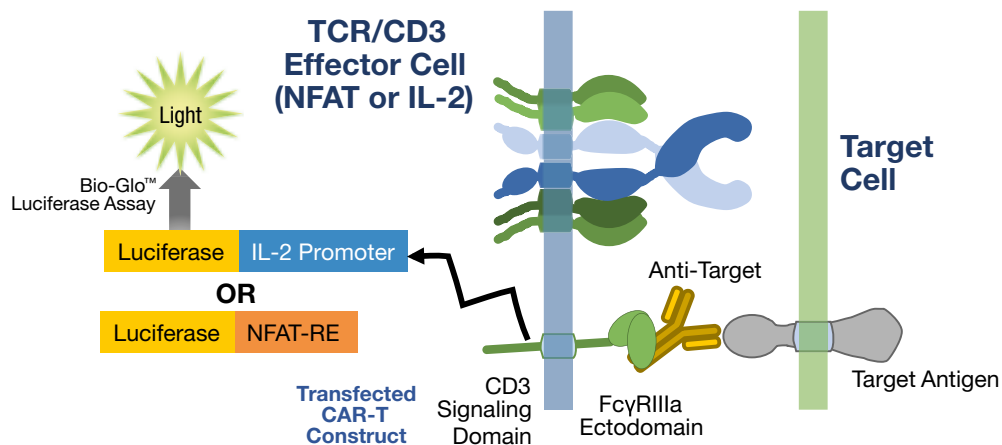 TCR/CD3
Effector Cell
(NFAT or IL-2)
Light
Target
Cell
Bio-Glo™
Luciferase Assay
Luciferase
IL-2 Promoter
OR
Luciferase
NFAT-RE
Anti-Target
Target Antigen
Transfected
CAR-T
Construct
CD3
Signaling
Domain
FcγRIIIa
Ectodomain